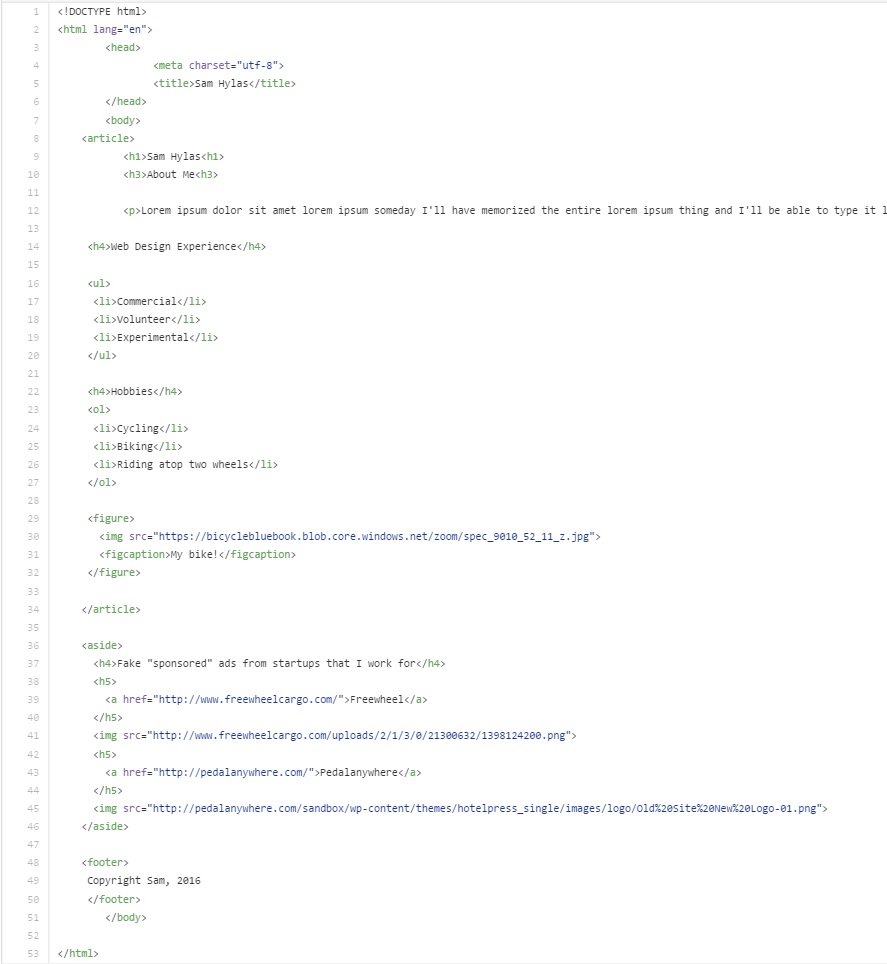 1 <!DOCTYPE html>
2 <html lang="en">
3 <head>
4 <meta charset="utf-8">
5 <title>Sam Hylas</title>
6 </head>
7 <body>
8 <article>
9 <h1>Sam Hylas<h1>
10 <h3>About Me<h3>
11
12 <p>Lorem ipsum dolor sit amet lorem ipsum someday I'll have memorized the entire lorem ipsum thing and I'll be able to type it
13
14 <h4>Web Design Experience</h4>
15
16 <ul>
17 <li>Commercial</li>
18 <li>Volunteer</li>
19 <li>Experimental</li>
20 </ul>
21
22 <h4>Hobbies</h4>
23 <ol>
24 <li>Cycling</li>
25 <li>Biking</li>
26 <li>Riding atop two wheels</li>
27 </ol>
28
29 <figure>
30 <img src="https://bicyclebluebook.blob.core.windows.net/zoom/spec_9010_52_11_z.jpg">
31 <figcaption>My bike!</figcaption>
32 </figure>
33
34 </article>
35
36 <aside>
37 <h4>Fake "sponsored" ads from startups that I work for</h4>
38 <h5>
39 <a href="http://www.freewheelcargo.com/">Freewheel</a>
40 </h5>
41 <img src="http://www.freewheelcargo.com/uploads/2/1/3/0/21300632/1398124200.png">
42 <h5>
43 <a href="http://pedalanywhere.com/">Pedalanywhere</a>
44 </h5>
45 <img src="http://pedalanywhere.com/sandbox/wp-content/themes/hotelpress_single/images/logo/Old%20Site%20New%20Logo-01.png">
46 </aside>
47
48 <footer>
49 Copyright Sam, 2016
50 </footer>
51 </body>
52
53 </html>